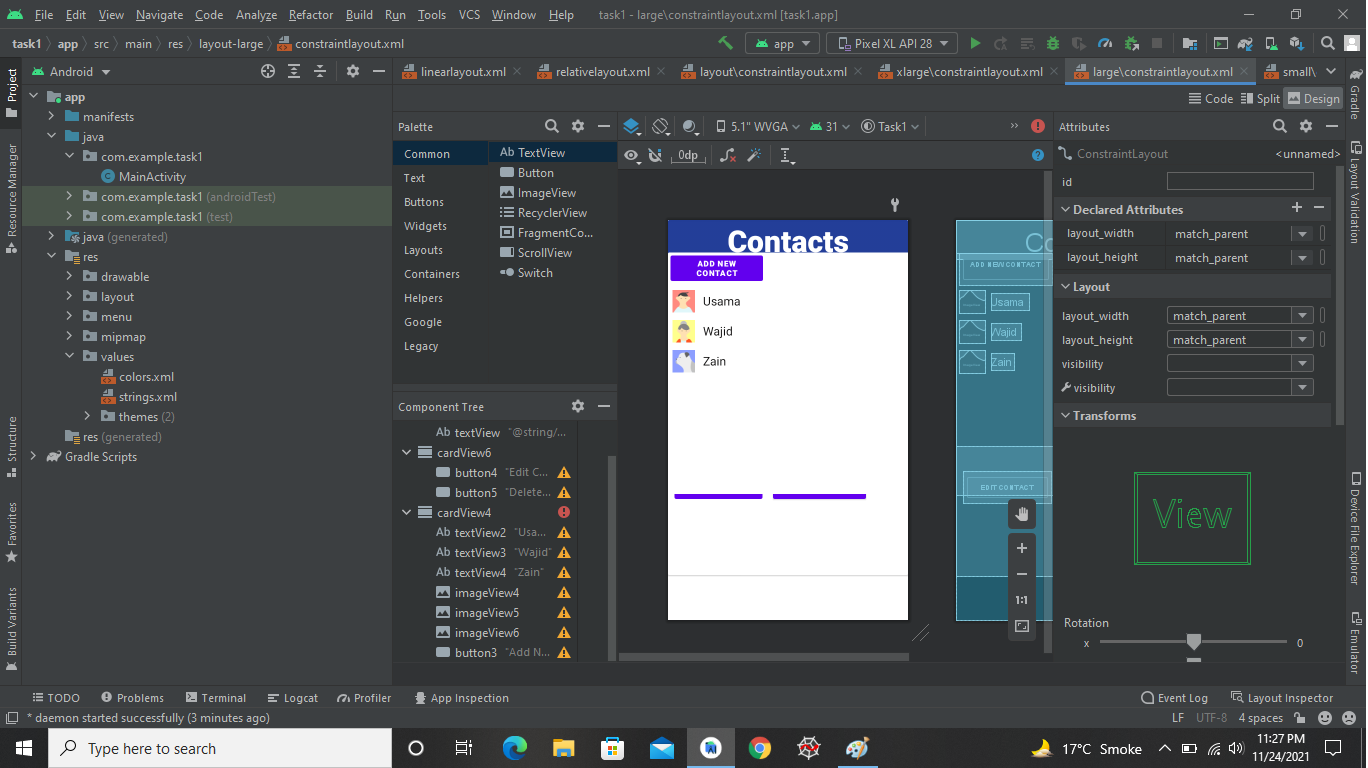 File Edit View Navigate Code Analyze Refactor Build Run Tools VCS Window Help task1 - large\constraintlayout.xml [task1.app]
task1 app src main res layout-large constraintlayout.xml app Pixel XL API 28
Android
linearlayout.xml relativelayout.xml layout\constraintlayout.xml xlarge\constraintlayout.xml large\constraintlayout.xml small\
Code Split Design
Project
Resource Manager
Structure
Favorites
Build Variants
app
manifests
java
com.example.task1
MainActivity
com.example.task1 (androidTest)
com.example.task1 (test)
java (generated)
res
drawable
layout
menu
mipmap
values
colors.xml
strings.xml
themes (2)
res (generated)
Gradle Scripts
Palette
Common
Text
Buttons
Widgets
Layouts
Containers
Helpers
Google
Legacy
Ab TextView
Button
ImageView
RecyclerView
FragmentCo...
ScrollView
Switch
Component Tree
Ab textView "@string/...
cardView6
button4 "Edit C...
button5 "Delete...
cardView4
Ab textView2 "Usa...
Ab textView3 "Wajid"
Ab textView4 "Zain"
imageView4
imageView5
imageView6
button3 "Add N...
5.1" WVGA 31 Task1
0dp
Contacts
ADD NEW
CONTACT
Usama
Wajid
Zain
Co
ADD NEW CONTACT
Usama
Wajid
Zain
EDIT CONTACT
1:1
Attributes
ConstraintLayout <unnamed>
id
Declared Attributes
layout_width match_parent
layout_height match_parent
Layout
layout_width match_parent
layout_height match_parent
visibility
visibility
Transforms
View
Rotation
x 0
Gradle
Layout Validation
Device File Explorer
Emulator
TODO Problems Terminal Logcat Profiler App Inspection Event Log Layout Inspector
* daemon started successfully (3 minutes ago) LF UTF-8 4 spaces
Type here to search 17°C Smoke 11:27 PM
11/24/2021